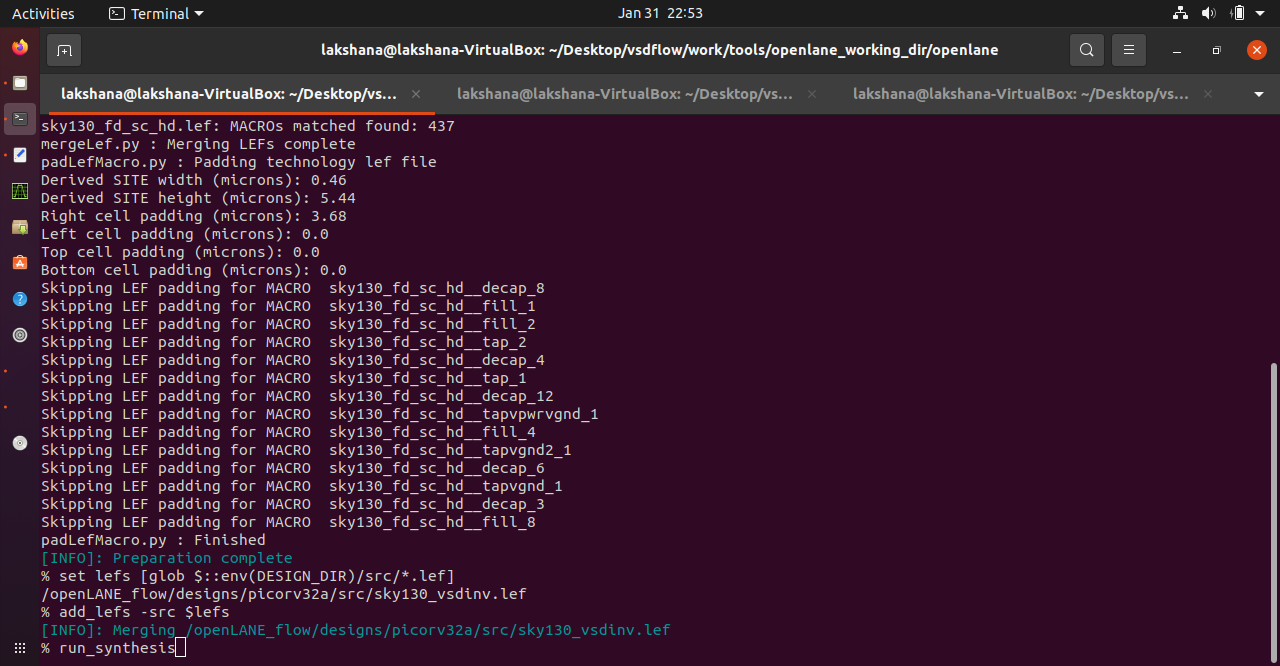 Activities
Terminal
Jan 31 22:53
lakshana@lakshana-VirtualBox: ~/Desktop/vsdflow/work/tools/openlane_working_dir/openlane
lakshana@lakshana-VirtualBox: ~/Desktop/vs...
lakshana@lakshana-VirtualBox: ~/Desktop/vs...
lakshana@lakshana-VirtualBox: ~/Desktop/vs...
sky130_fd_sc_hd.lef: MACROs matched found: 437
mergeLef.py : Merging LEFs complete
padLefMacro.py : Padding technology lef file
Derived SITE width (microns): 0.46
Derived SITE height (microns): 5.44
Right cell padding (microns): 3.68
Left cell padding (microns): 0.0
Top cell padding (microns): 0.0
Bottom cell padding (microns): 0.0
Skipping LEF padding for MACRO  sky130_fd_sc_hd__decap_8
Skipping LEF padding for MACRO  sky130_fd_sc_hd__fill_1
Skipping LEF padding for MACRO  sky130_fd_sc_hd__fill_2
Skipping LEF padding for MACRO  sky130_fd_sc_hd__tap_2
Skipping LEF padding for MACRO  sky130_fd_sc_hd__decap_4
Skipping LEF padding for MACRO  sky130_fd_sc_hd__tap_1
Skipping LEF padding for MACRO  sky130_fd_sc_hd__decap_12
Skipping LEF padding for MACRO  sky130_fd_sc_hd__tapvpwrvgnd_1
Skipping LEF padding for MACRO  sky130_fd_sc_hd__fill_4
Skipping LEF padding for MACRO  sky130_fd_sc_hd__tapvgnd2_1
Skipping LEF padding for MACRO  sky130_fd_sc_hd__decap_6
Skipping LEF padding for MACRO  sky130_fd_sc_hd__tapvgnd_1
Skipping LEF padding for MACRO  sky130_fd_sc_hd__decap_3
Skipping LEF padding for MACRO  sky130_fd_sc_hd__fill_8
padLefMacro.py : Finished
[INFO]: Preparation complete
% set lefs [glob $::env(DESIGN_DIR)/src/*.lef]
/openLANE_flow/designs/picorv32a/src/sky130_vsdinv.lef
% add_lefs -src $lefs
[INFO]: Merging /openLANE_flow/designs/picorv32a/src/sky130_vsdinv.lef
% run_synthesis